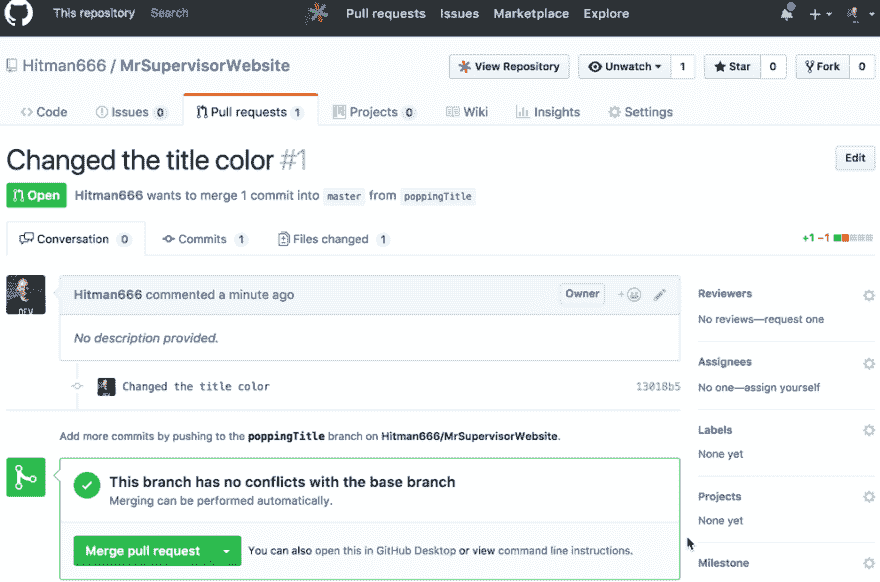 This repository Search Pull requests Issues Marketplace Explore
Hitman666 / MrSupervisorWebsite View Repository Unwatch 1 Star 0 Fork 0
Code Issues 0 Pull requests 1 Projects 0 Wiki Insights Settings
Changed the title color #1 Edit
Open Hitman666 wants to merge 1 commit into master from poppingTitle
Conversation 0 Commits 1 Files changed 1 +1 −1
Hitman666 commented a minute ago Owner
No description provided.
DEV
Changed the title color 13018b5
Add more commits by pushing to the poppingTitle branch on Hitman666/MrSupervisorWebsite.
This branch has no conflicts with the base branch
Merging can be performed automatically.
Merge pull request You can also open this in GitHub Desktop or view command line instructions.
Reviewers
No reviews—request one
Assignees
No one—assign yourself
Labels
None yet
Projects
None yet
Milestone